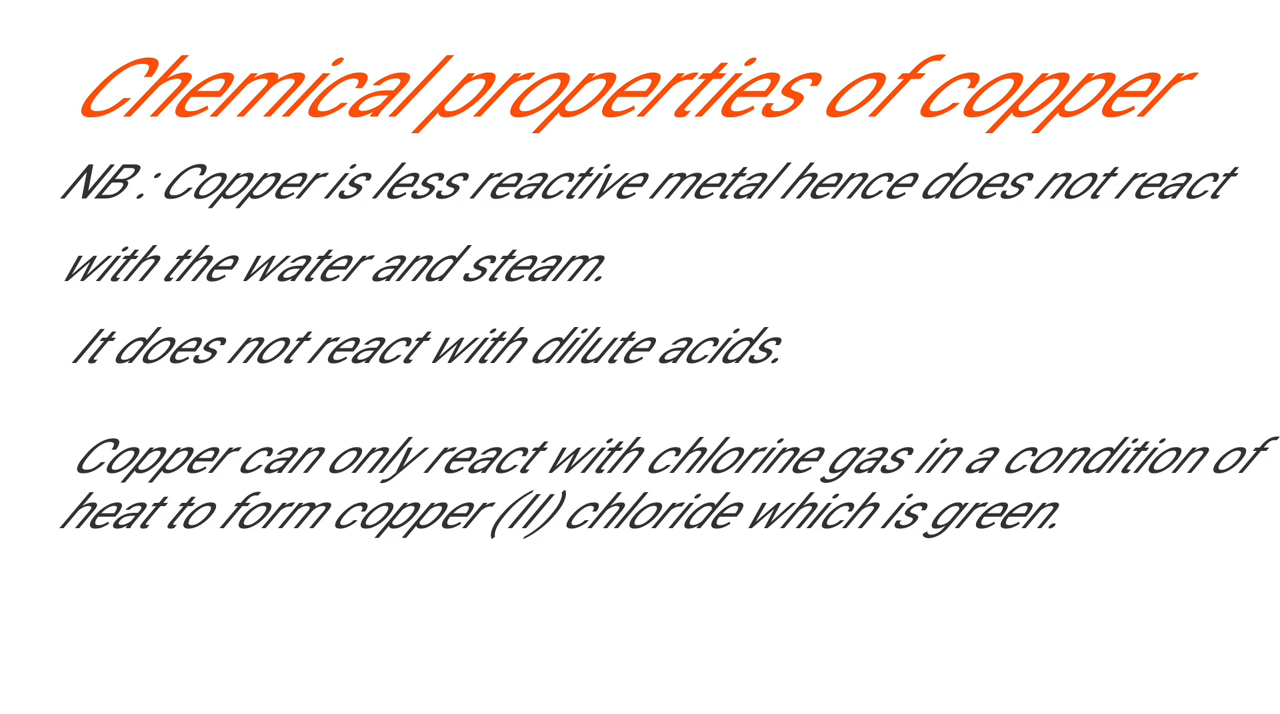 Chemical properties of copper
NB .: Copper is less reactive metal hence does not react
with the water and steam.
It does not react with dilute acids.
Copper can only react with chlorine gas in a condition of
heat to form copper (II) chloride which is green.